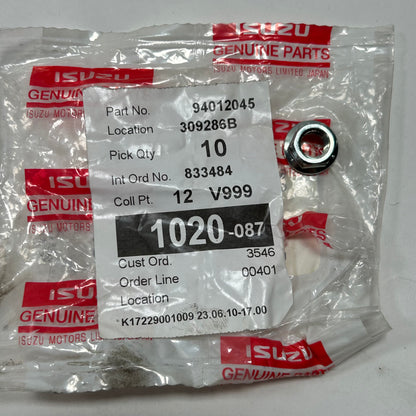 ISUZU
GENUINE PARTS
ISUZU MOTORS LIMITED JAPAN
ISUZU
GENUINE
ISUZU MOTORS
Part No. 94012045
Location 309286B
Pick Qty 10
Int Ord No. 833484
Coll Pt. 12 V999
1020-087
Cust Ord. 3546
Order Line 00401
Location
K17229001009 23.06.10-17.00
GENUINE
ISUZU MOTORS
ISUZU
GENUINE
ISUZU MOTORS
ISUZU
GENUINE PARTS